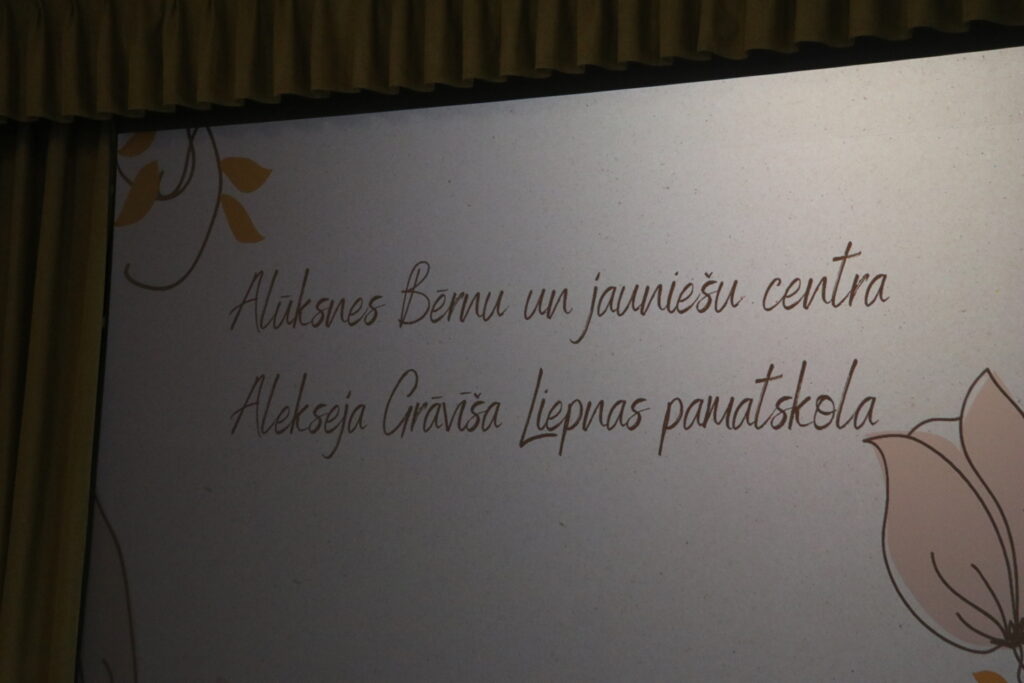 Alūksnes Bērnu un jauniešu centra
Alekseja Grāvīša Liepnas pamatskola